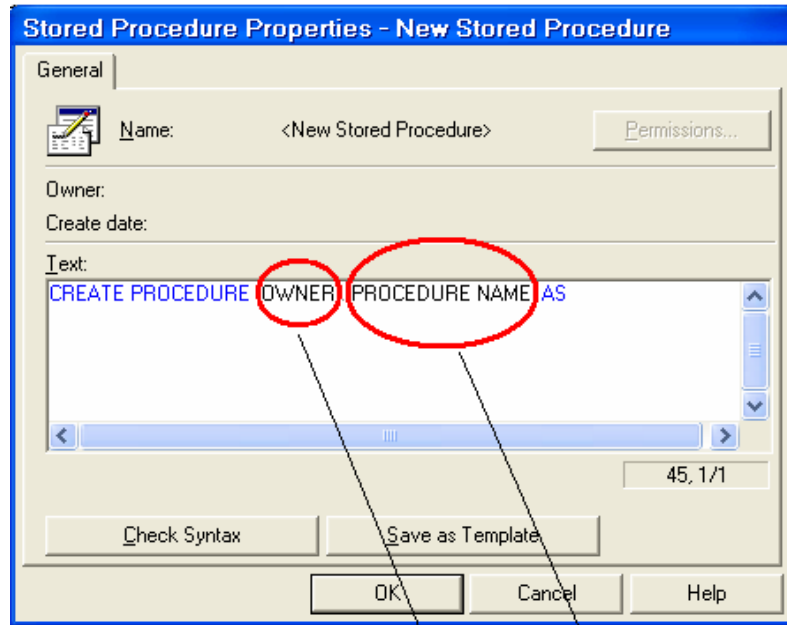 Stored Procedure Properties - New Stored Procedure
General
Name: <New Stored Procedure> Permissions...
Owner:
Create date:
Text:
CREATE PROCEDURE [OWNER].[PROCEDURE NAME] AS
45, 1/1
Check Syntax Save as Template
OK Cancel Help